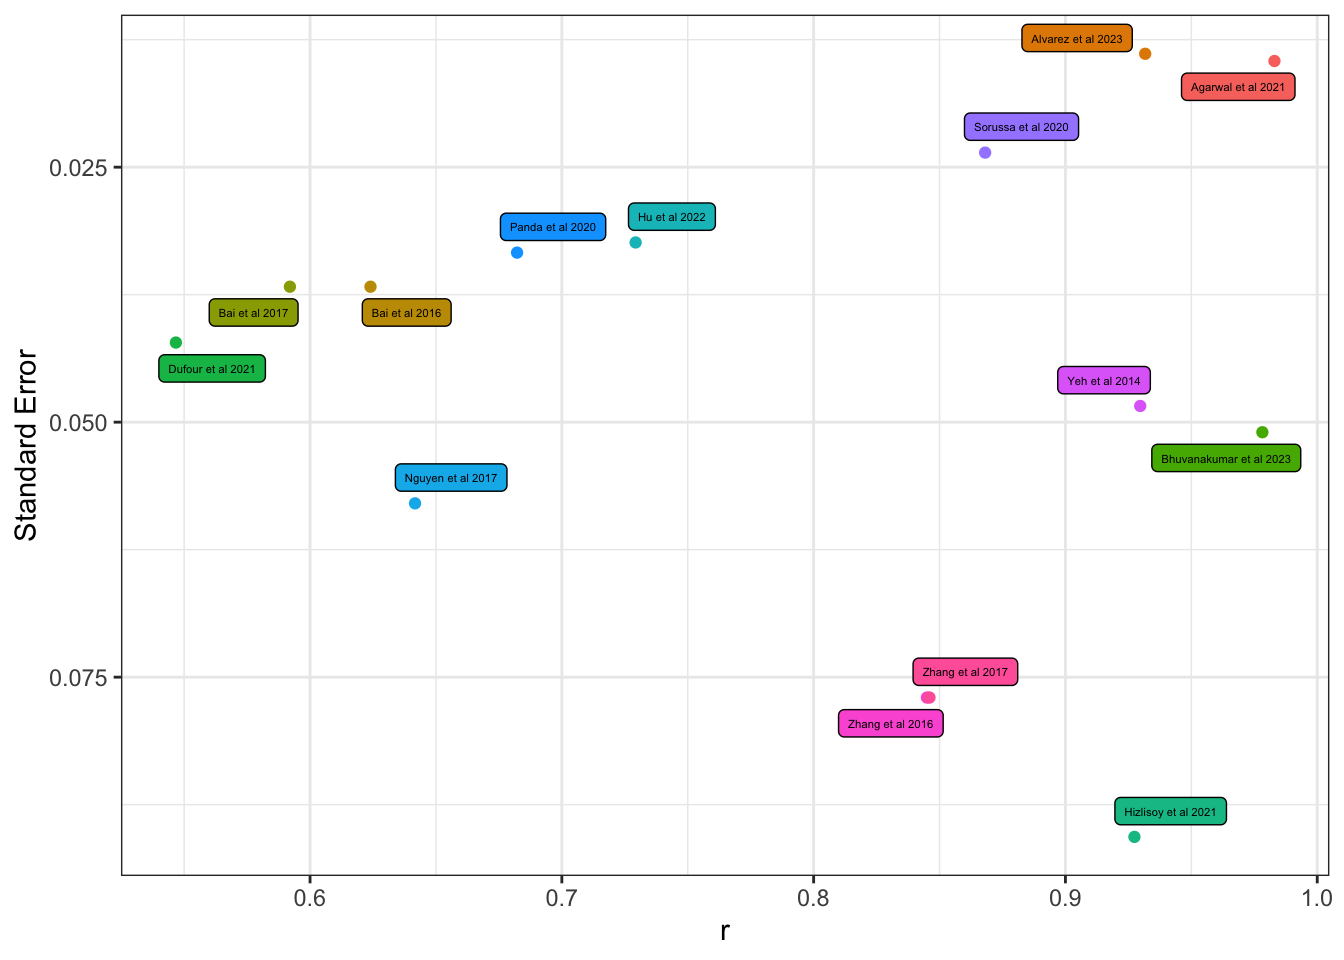 Alvarez et al 2023
Agarwal et al 2021
Sorussa et al 2020
0.025
Hu et al 2022
Panda et al 2020
Bai et al 2017
Bai et al 2016
Dufour et al 2021
Yeh et al 2014
0.050
Bhuvanakumar et al 2023
Standard Error
Nguyen et al 2017
Zhang et al 2017
0.075
Zhang et al 2016
Hizlisoy et al 2021
0.6
0.7
0.8
0.9
1.0
r